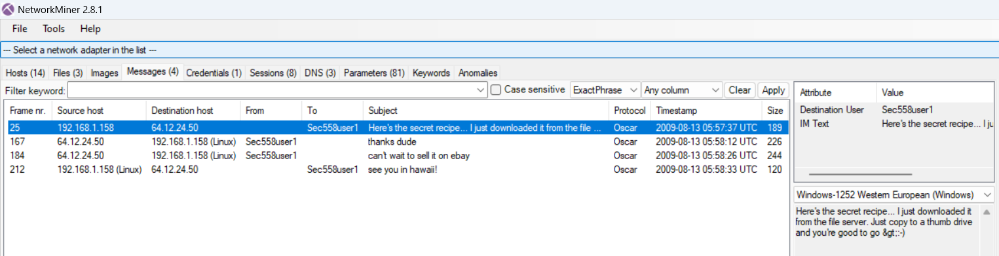 NetworkMiner 2.8.1
File Tools Help
--- Select a network adapter in the list ---
Hosts (14) Files (3) Images Messages (4) Credentials (1) Sessions (8) DNS (3) Parameters (81) Keywords Anomalies
Filter keyword: Case sensitive ExactPhrase Any column Clear Apply
Frame nr. Source host Destination host From To Subject Protocol Timestamp Size
25 192.168.1.158 64.12.24.50 Sec558user1 Here's the secret recipe... I just downloaded it from the file ... Oscar 2009-08-13 05:57:37 UTC 189
167 64.12.24.50 192.168.1.158 (Linux) Sec558user1 thanks dude Oscar 2009-08-13 05:58:12 UTC 226
184 64.12.24.50 192.168.1.158 (Linux) Sec558user1 can't wait to sell it on ebay Oscar 2009-08-13 05:58:26 UTC 244
212 192.168.1.158 (Linux) 64.12.24.50 Sec558user1 see you in hawaii! Oscar 2009-08-13 05:58:33 UTC 120
Attribute Value
Destination User Sec558user1
IM Text Here's the secret recipe... I ju
Windows-1252 Western European (Windows)
Here's the secret recipe... I just downloaded it
from the file server. Just copy to a thumb drive
and you're good to go &gt;:-)